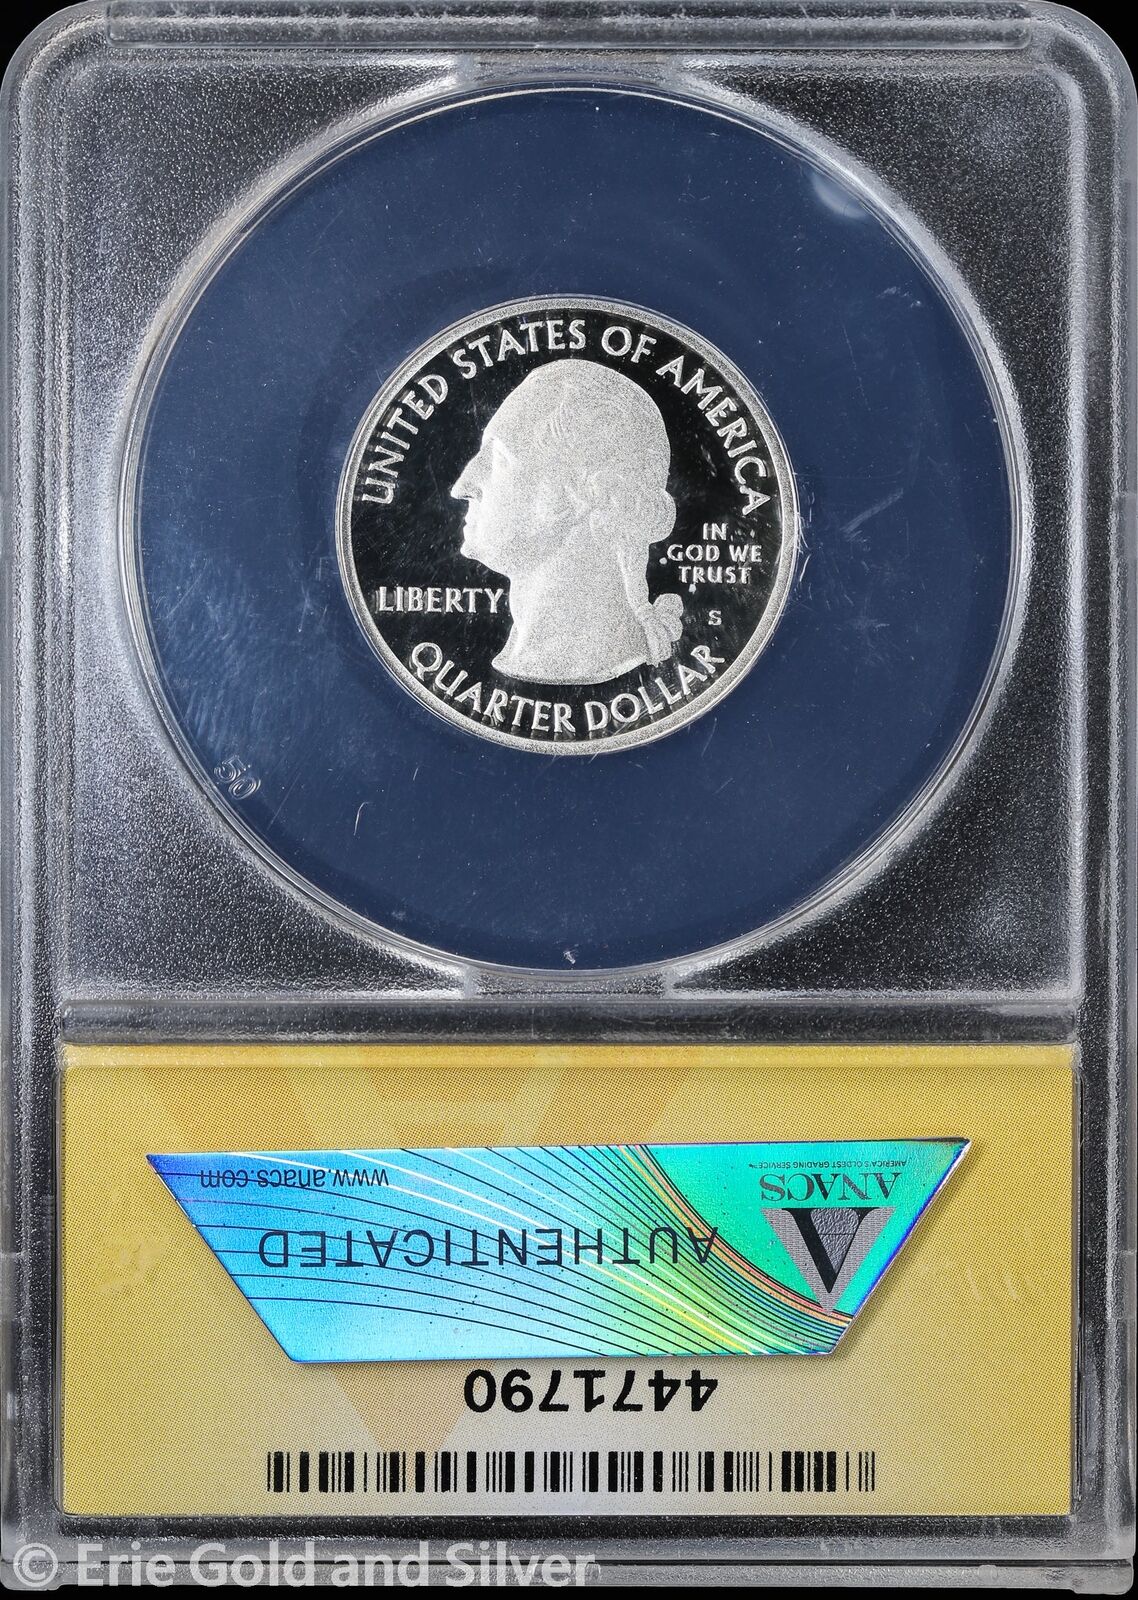 UNITED STATES OF AMERICA
IN
GOD WE
TRUST
LIBERTY
S
QUARTER DOLLAR
50
4471790
AUTHENTICATED
www.anacs.com
ANACS
AMERICA'S OLDEST GRADING SERVICE™
© Erie Gold and Silver